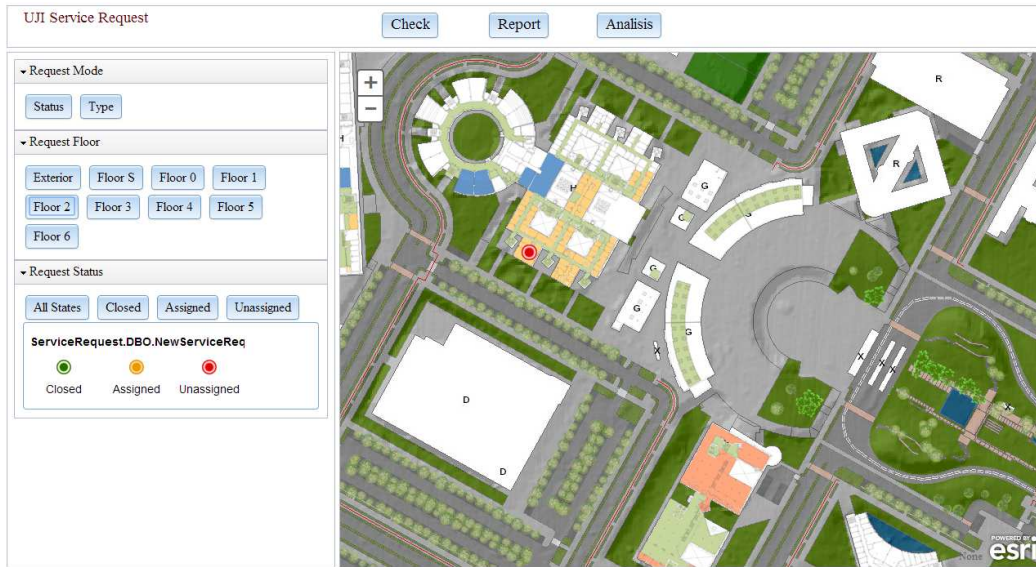 UJI Service Request
Check Report Analisis
Request Mode
Status Type
Request Floor
Exterior Floor S Floor 0 Floor 1
Floor 2 Floor 3 Floor 4 Floor 5
Floor 6
Request Status
All States Closed Assigned Unassigned
ServiceRequest.DBO.NewServiceReq
Closed Assigned Unassigned
+
−
R
R
H
H
G
G
G
G
G
G
X
X
X
X
X
D
D
None
POWERED BY
esri